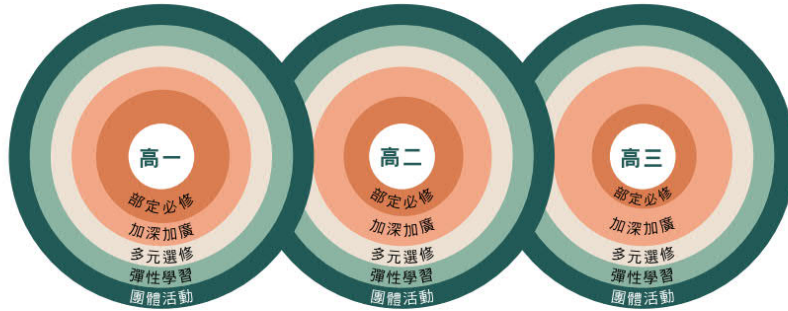 高一
部定必修
加深加廣
多元選修
彈性學習
團體活動
高二
部定必修
加深加廣
多元選修
彈性學習
團體活動
高三
部定必修
加深加廣
多元選修
彈性學習
團體活動